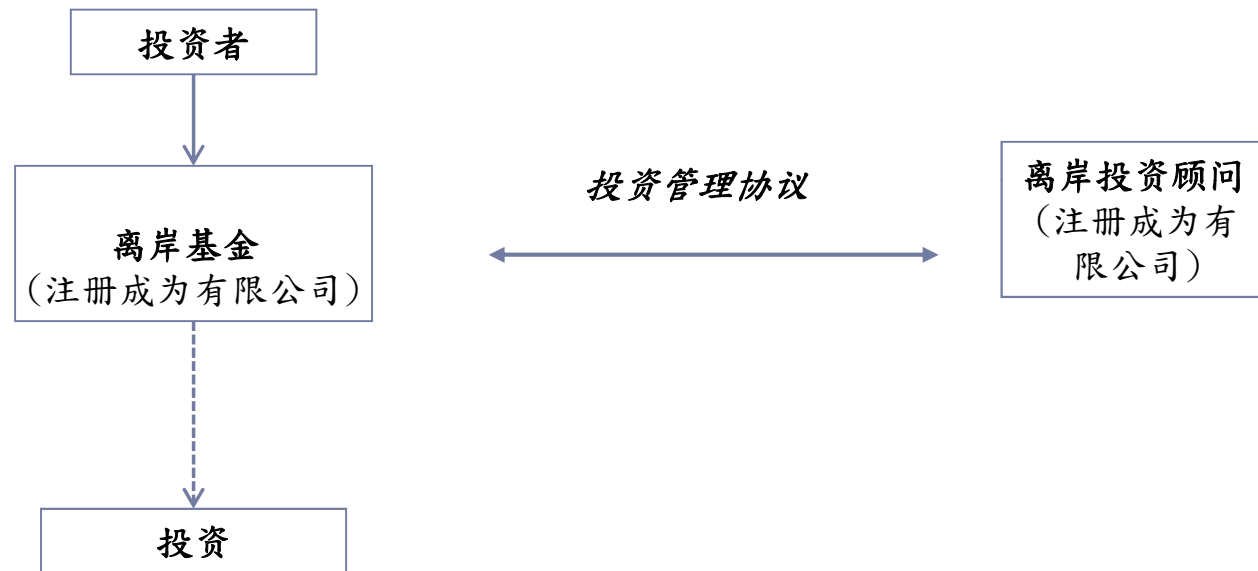 投资者
投资管理协议
离岸基金
（注册成为有限公司）
离岸投资顾问
（注册成为有
限公司）
投资